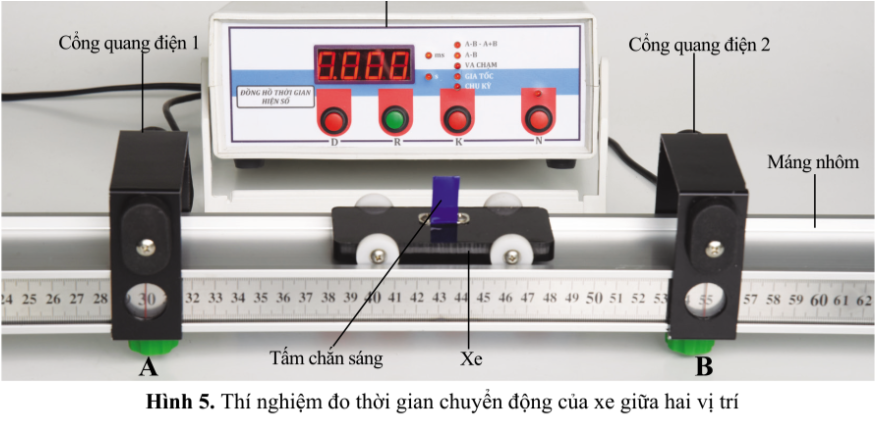 Cổng quang điện 1
Cổng quang điện 2
A-B - A+B
ms
A-B
VA CHẠM
s
GIA TỐC
CHU KỲ
ĐỒNG HỒ THỜI GIAN
HIỆN SỐ
D R K N
Máng nhôm
24 25 26 27 28 30 32 33 34 35 36 37 38 39 40 41 42 43 44 45 46 47 48 49 50 51 52 53 55 57 58 59 60 61 62
Tấm chắn sáng
Xe
A
B
Hình 5. Thí nghiệm đo thời gian chuyển động của xe giữa hai vị trí